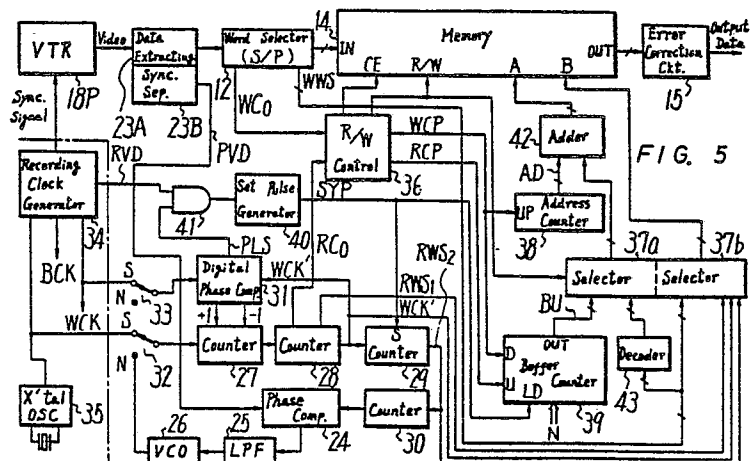 VTR
18P
Video
Data
Extracting
Sync.
Sep.
23A
23B
Word Selector
(S/P)
12
14
IN
Memory
CE
R/W
A
B
OUT
Error
Correction
Ckt.
15
Output
Data
Sync.
Signal
WC0
WWS
PVD
RVD
Recording
Clock
Generator
34
41
Set Pulse
Generator
40
SYP
R/W
Control
36
WCP
RCP
Adder
42
AD
UP
Address
Counter
38
FIG. 5
37a
37b
Selector
Selector
BCK
WCK
S
N
33
S
N
32
PLS
Digital
Phase Comp.
31
+1
-1
RC0
WCK'
RWS1
WCK'
RWS2
Counter
27
Counter
28
S
Counter
29
BU
OUT
D
U
LD
Buffer
Counter
39
N
Decoder
43
X'tal
OSC
35
VCO
26
LPF
25
Phase
Comp.
24
Counter
30